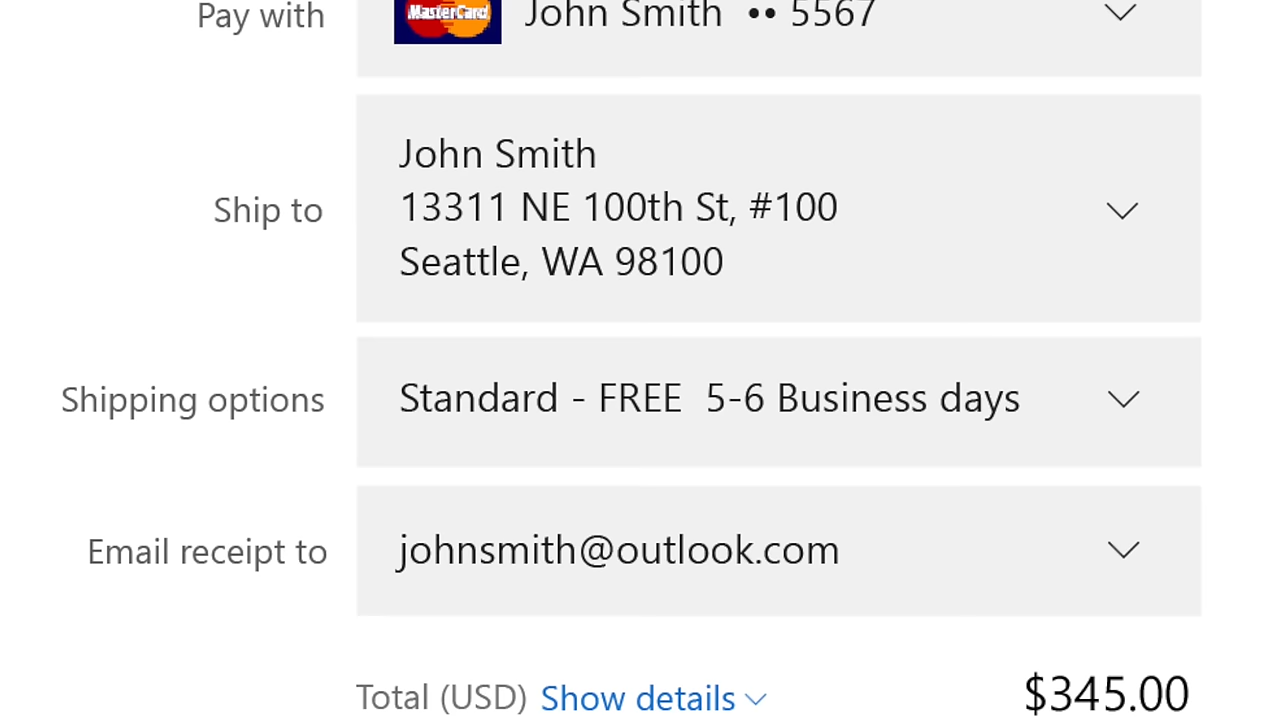 Pay with
MasterCard
John Smith •• 5567
Ship to
John Smith
13311 NE 100th St, #100
Seattle, WA 98100
Shipping options
Standard - FREE 5-6 Business days
Email receipt to
johnsmith@outlook.com
Total (USD) Show details $345.00